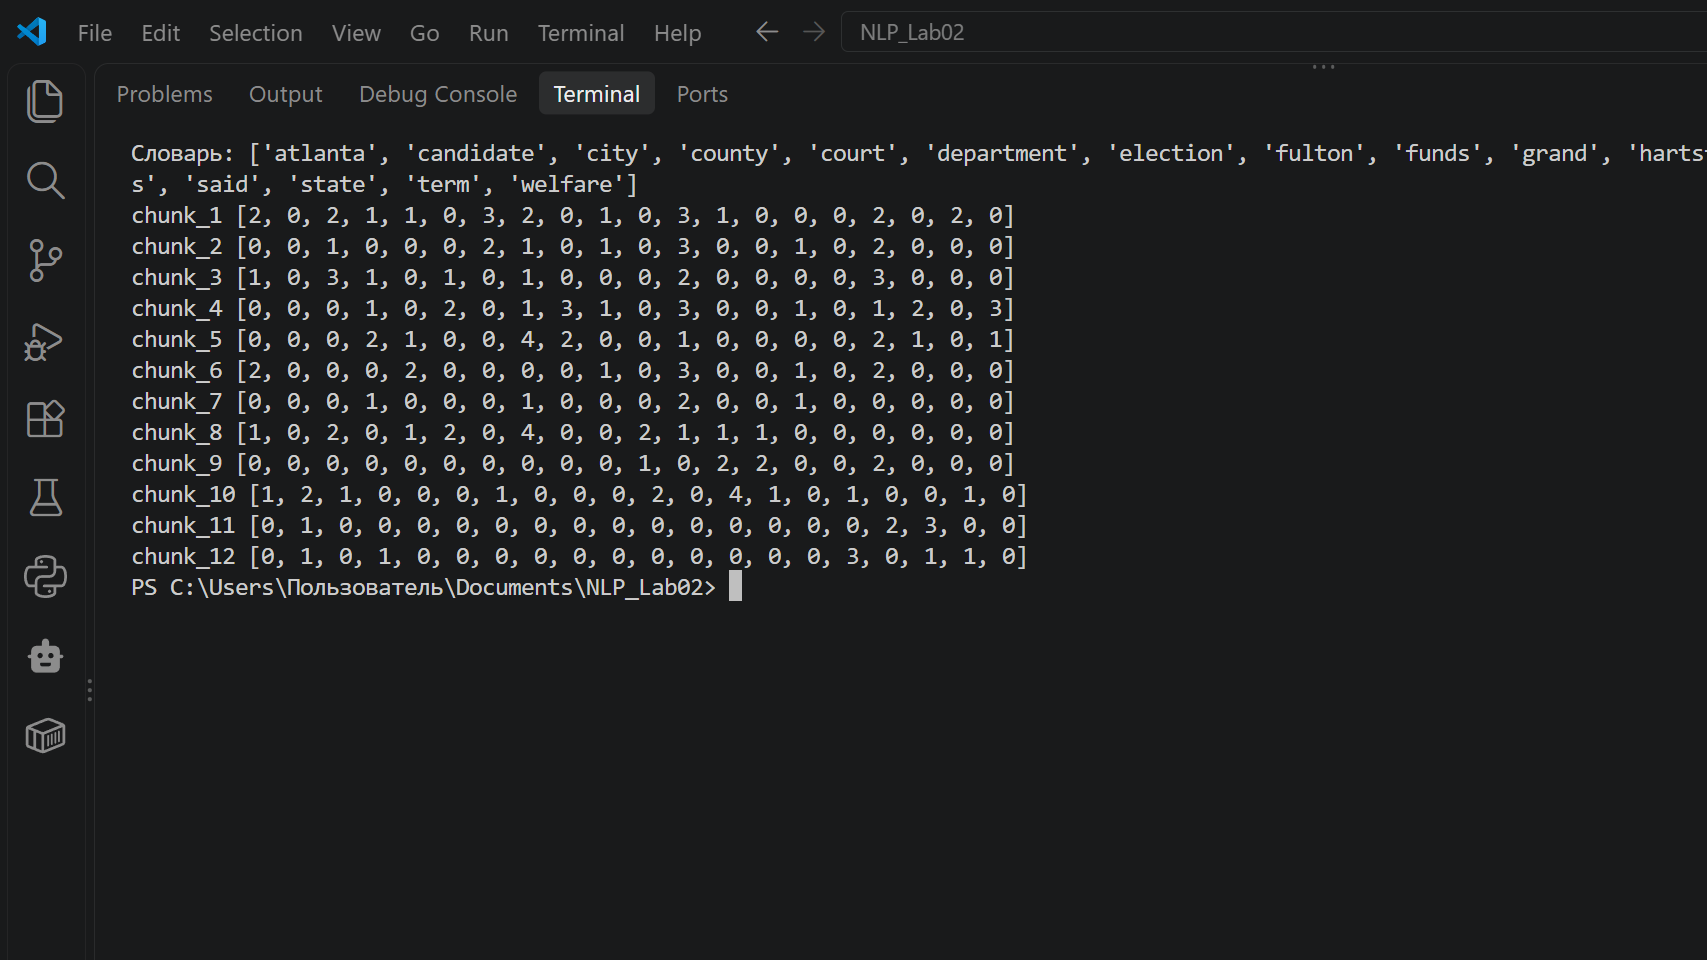 File Edit Selection View Go Run Terminal Help NLP_Lab02
Problems Output Debug Console Terminal Ports
Словарь: ['atlanta', 'candidate', 'city', 'county', 'court', 'department', 'election', 'fulton', 'funds', 'grand', 'harts
s', 'said', 'state', 'term', 'welfare']
chunk_1 [2, 0, 2, 1, 1, 0, 3, 2, 0, 1, 0, 3, 1, 0, 0, 0, 2, 0, 2, 0]
chunk_2 [0, 0, 1, 0, 0, 0, 2, 1, 0, 1, 0, 3, 0, 0, 1, 0, 2, 0, 0, 0]
chunk_3 [1, 0, 3, 1, 0, 1, 0, 1, 0, 0, 0, 2, 0, 0, 0, 0, 3, 0, 0, 0]
chunk_4 [0, 0, 0, 1, 0, 2, 0, 1, 3, 1, 0, 3, 0, 0, 1, 0, 1, 2, 0, 3]
chunk_5 [0, 0, 0, 2, 1, 0, 0, 4, 2, 0, 0, 1, 0, 0, 0, 0, 2, 1, 0, 1]
chunk_6 [2, 0, 0, 0, 2, 0, 0, 0, 0, 1, 0, 3, 0, 0, 1, 0, 2, 0, 0, 0]
chunk_7 [0, 0, 0, 1, 0, 0, 0, 1, 0, 0, 0, 2, 0, 0, 1, 0, 0, 0, 0, 0]
chunk_8 [1, 0, 2, 0, 1, 2, 0, 4, 0, 0, 2, 1, 1, 1, 0, 0, 0, 0, 0, 0]
chunk_9 [0, 0, 0, 0, 0, 0, 0, 0, 0, 0, 1, 0, 2, 2, 0, 0, 2, 0, 0, 0]
chunk_10 [1, 2, 1, 0, 0, 0, 1, 0, 0, 0, 2, 0, 4, 1, 0, 1, 0, 0, 1, 0]
chunk_11 [0, 1, 0, 0, 0, 0, 0, 0, 0, 0, 0, 0, 0, 0, 0, 0, 2, 3, 0, 0]
chunk_12 [0, 1, 0, 1, 0, 0, 0, 0, 0, 0, 0, 0, 0, 0, 0, 3, 0, 1, 1, 0]
PS C:\Users\Пользователь\Documents\NLP_Lab02>